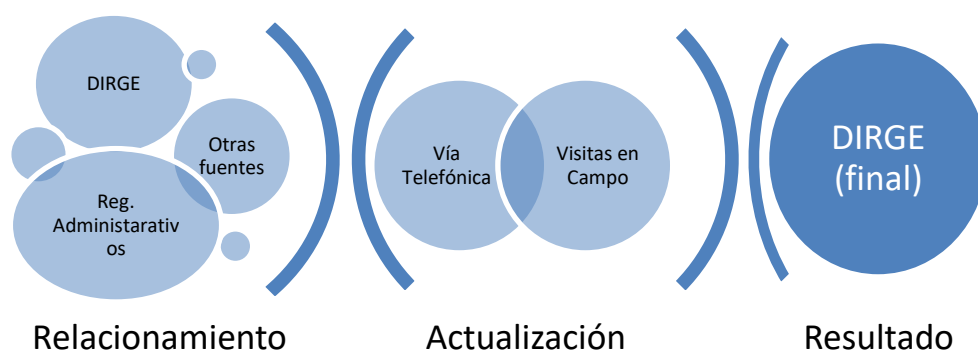 DIRGE
Otras
fuentes
Reg.
Administarativ
os
Vía
Telefónica
Visitas en
Campo
DIRGE
(final)
Relacionamiento
Actualización
Resultado